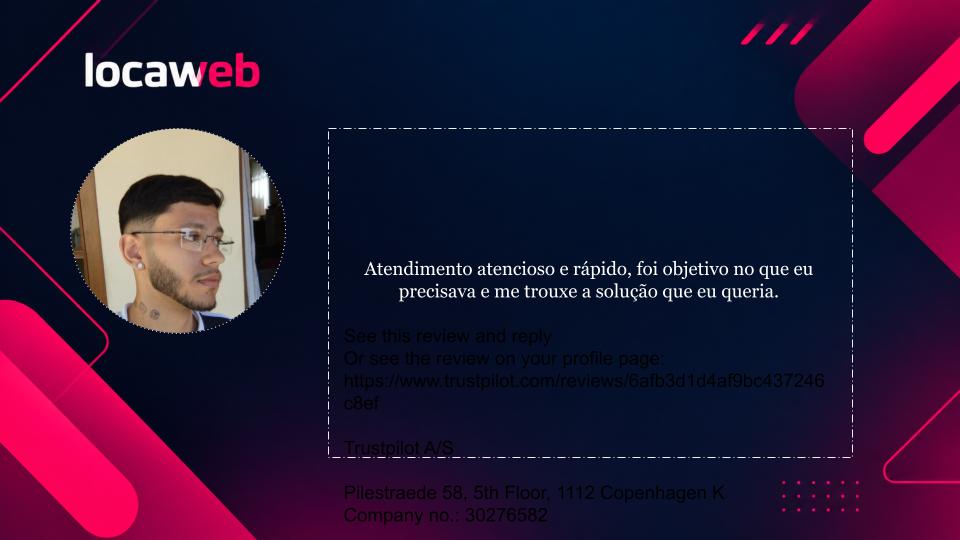 locaweb
Atendimento atencioso e rápido, foi objetivo no que eu
precisava e me trouxe a solução que eu queria.
See this review and reply
Or see the review on your profile page:
https://www.trustpilot.com/reviews/6afb3d1d4af9bc437246
c8ef
Trustpilot A/S
Pilestraede 58, 5th Floor, 1112 Copenhagen K
Company no.: 30276582